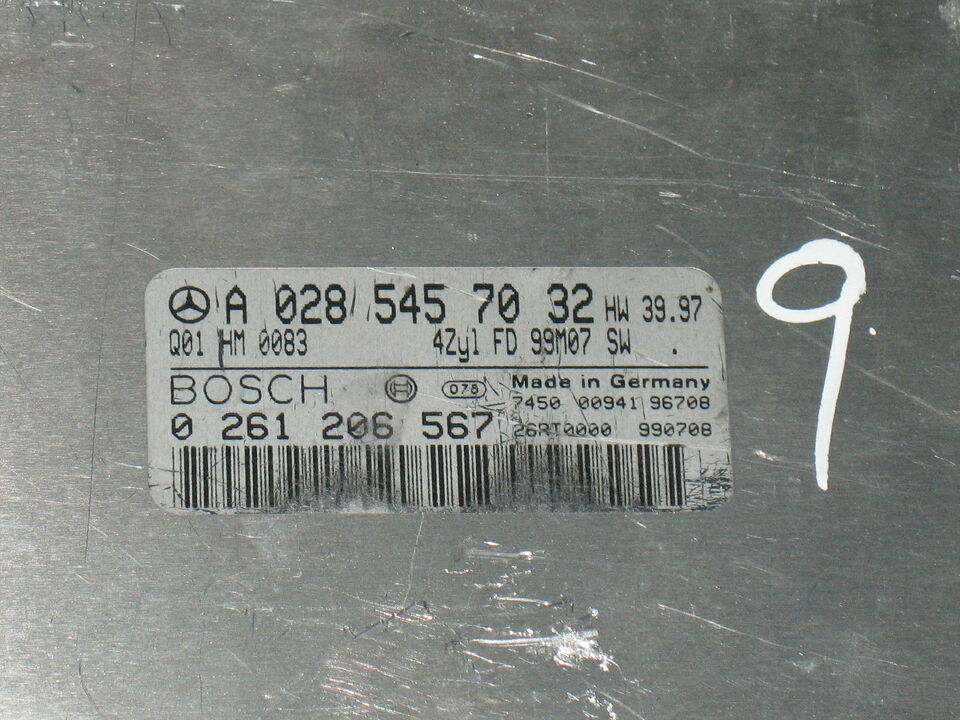 A 028 545 70 32 HW 39.97
Q01 HM 0083 4Zyl FD 99M07 SW .
BOSCH 078 Made in Germany
7450 00941 96708
0 261 206 567 26RT0000 990708
9